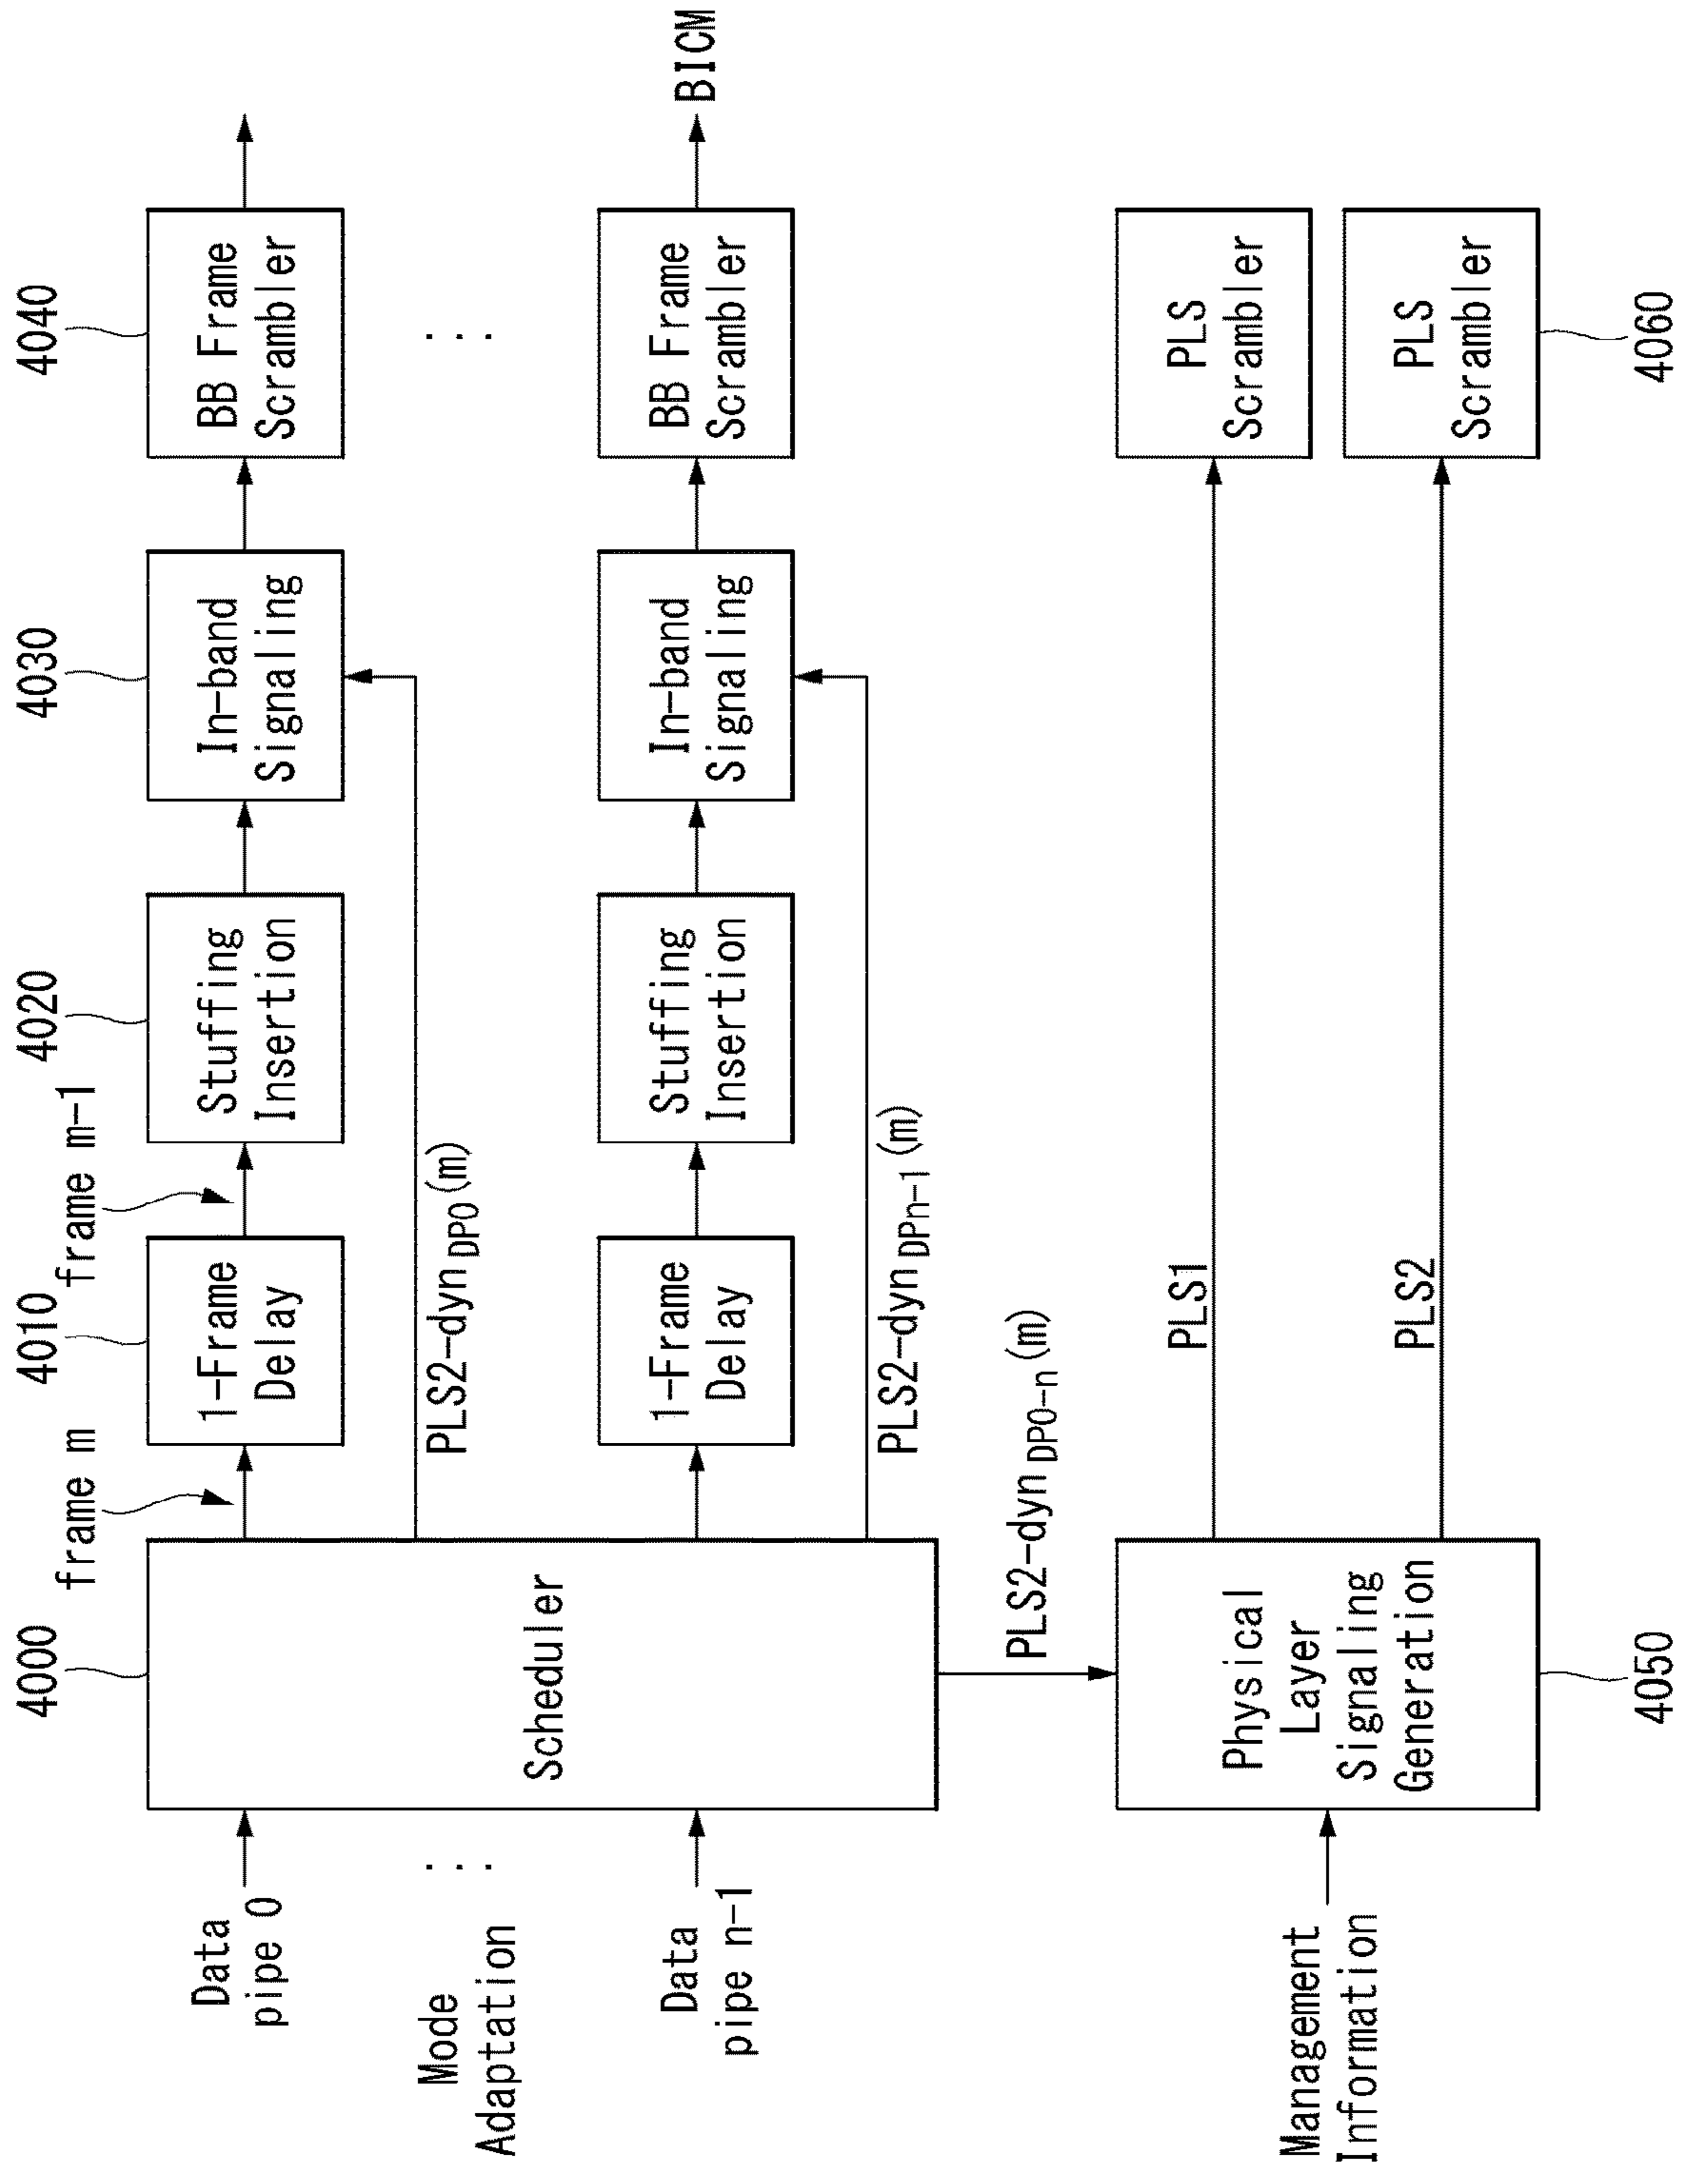 4000
4010
4020
4030
4040
frame m
frame m-1
Data
pipe 0
Mode
Adaptation
...
Data
pipe n-1
Scheduler
1-Frame
Delay
Stuffing
Insertion
In-band
Signaling
BB Frame
Scrambler
PLS2-dyn DP0 (m)
...
1-Frame
Delay
Stuffing
Insertion
In-band
Signaling
BB Frame
Scrambler
BICM
PLS2-dyn DPn-1 (m)
PLS2-dyn DP0-n (m)
Management
Information
Physical
Layer
Signaling
Generation
PLS1
PLS
Scrambler
PLS2
PLS
Scrambler
4050
4060